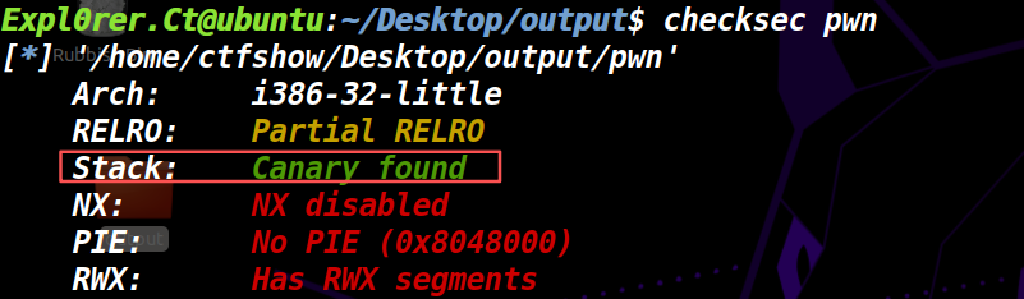 Expl0rer.Ct@ubuntu:~/Desktop/output$ checksec pwn
[*] '/home/ctfshow/Desktop/output/pwn'
Arch: i386-32-little
RELRO: Partial RELRO
Stack: Canary found
NX: NX disabled
PIE: No PIE (0x8048000)
RWX: Has RWX segments